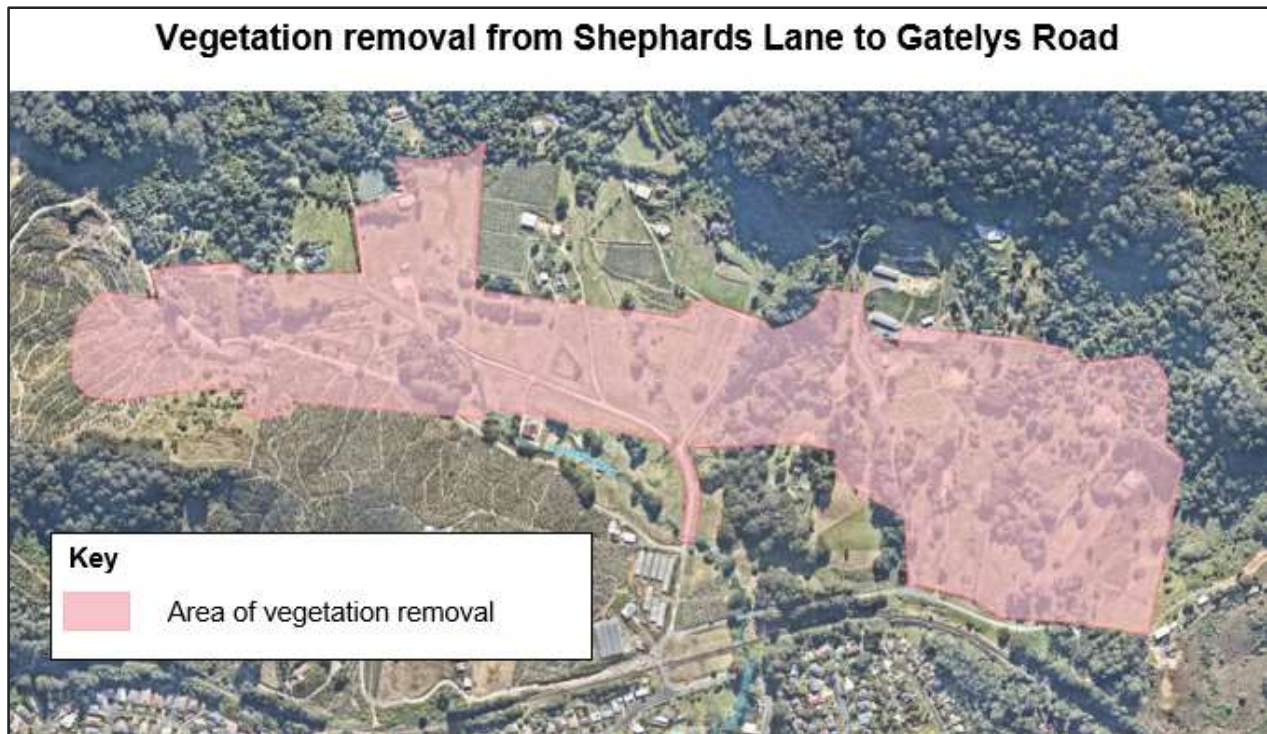 Vegetation removal from Shephards Lane to Gatelys Road
Key
Area of vegetation removal